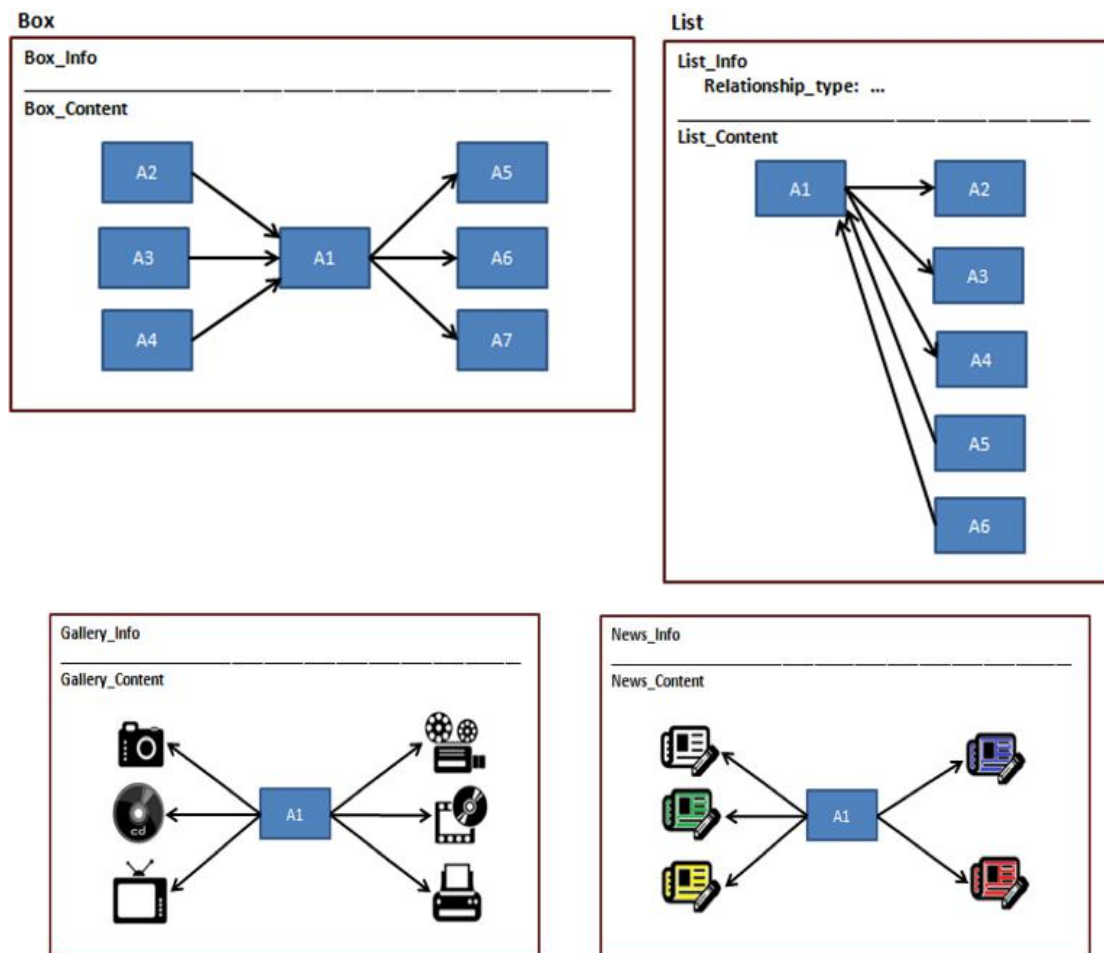 Box
Box_Info
Box_Content
A2
A5
A3
A1
A6
A4
A7
List
List_Info
Relationship_type: ...
List_Content
A1
A2
A3
A4
A5
A6
Gallery_Info
Gallery_Content
cd
A1
News_Info
News_Content
A1